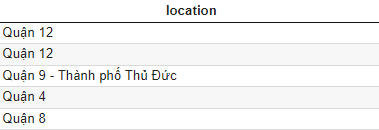 location
Quận 12
Quận 12
Quận 9 - Thành phố Thủ Đức
Quận 4
Quận 8